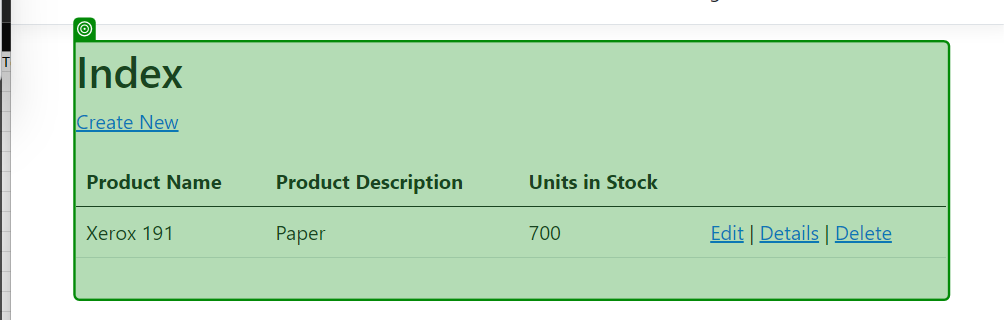 T
Index
Create New
Product Name Product Description Units in Stock
Xerox 191 Paper 700 Edit | Details | Delete